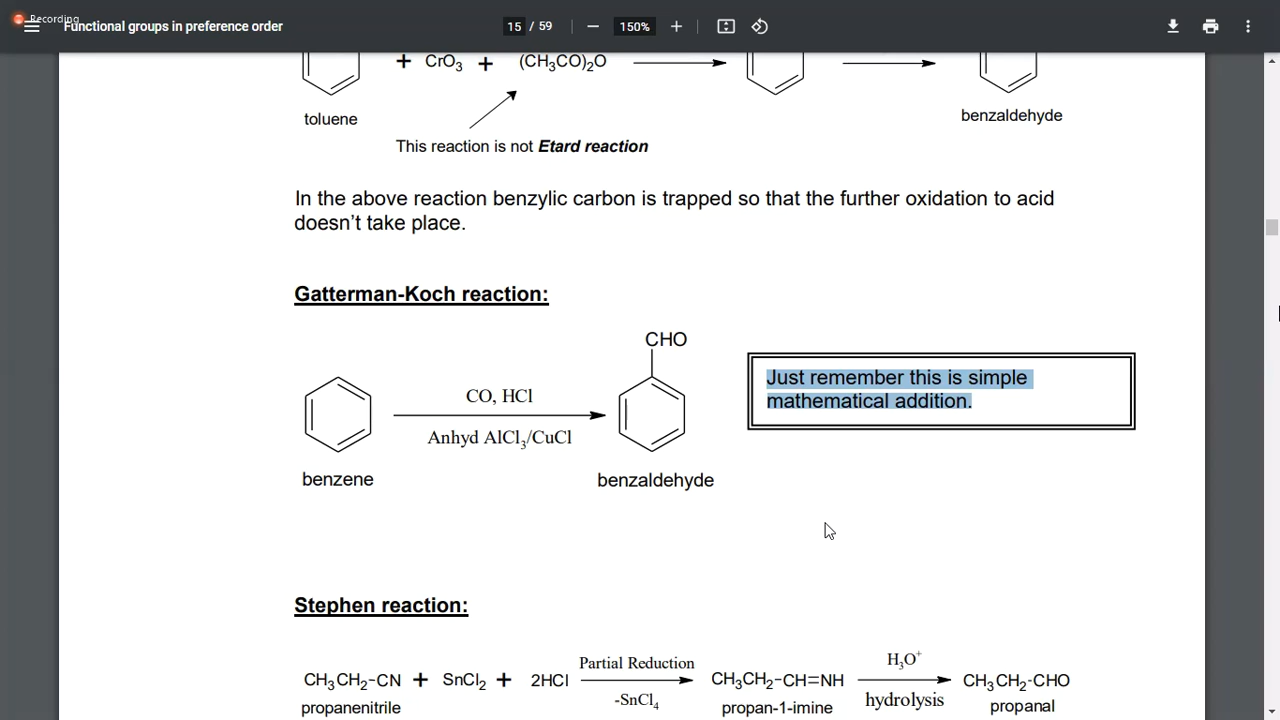 Recording
Functional groups in preference order
15 / 59
150%
+ CrO3 + (CH3CO)2O
toluene
benzaldehyde
This reaction is not Etard reaction
In the above reaction benzylic carbon is trapped so that the further oxidation to acid
doesn't take place.
Gatterman-Koch reaction:
CHO
CO, HCl
Anhyd AlCl3/CuCl
benzene
benzaldehyde
Just remember this is simple
mathematical addition.
Stephen reaction:
CH3CH2-CN + SnCl2 + 2HCl
Partial Reduction
-SnCl4
CH3CH2-CH=NH
H3O+
hydrolysis
CH3CH2-CHO
propanenitrile
propan-1-imine
propanal